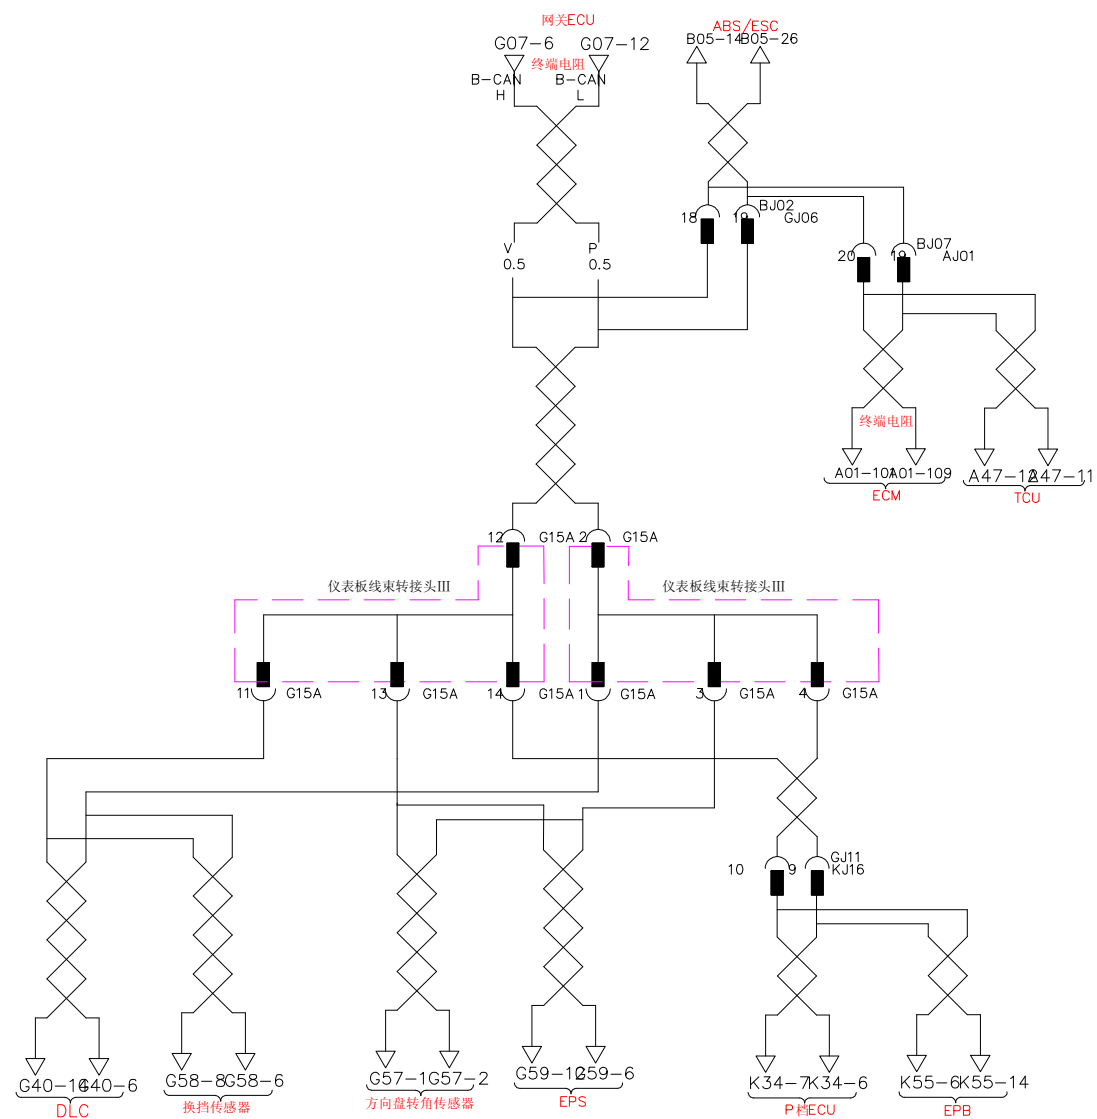 网关ECU
ABS/ESC
G07-6
G07-12
B05-14
B05-26
终端电阻
B-CAN
H
B-CAN
L
BJ02
18
19
GJ06
V
0.5
P
0.5
BJ07
20
19
AJ01
终端电阻
A01-101
A01-109
A47-12
A47-11
ECM
TCU
12
G15A
2
G15A
仪表板线束转接头III
仪表板线束转接头III
11
G15A
13
G15A
14
G15A
1
G15A
3
G15A
4
G15A
GJ11
10
9
KJ16
G40-14
G40-6
G58-8
G58-6
G57-1
G57-2
G59-12
G59-6
K34-7
K34-6
K55-6
K55-14
DLC
换挡传感器
方向盘转角传感器
EPS
P档ECU
EPB